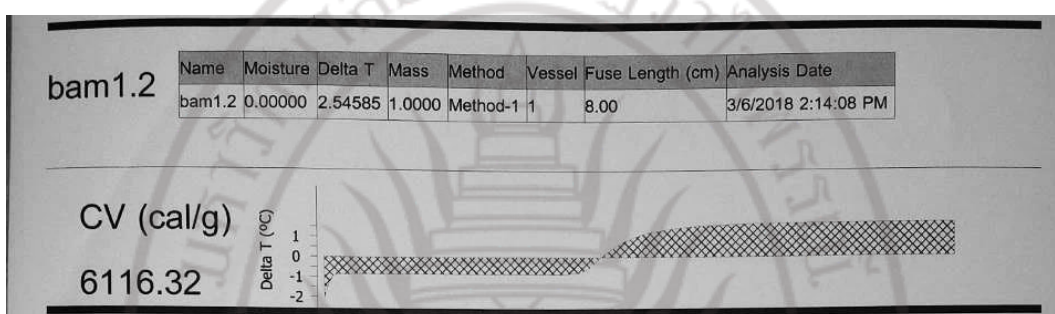 bam1.2
Name Moisture Delta T Mass Method Vessel Fuse Length (cm) Analysis Date
bam1.2 0.00000 2.54585 1.0000 Method-1 1 8.00 3/6/2018 2:14:08 PM
CV (cal/g)
6116.32
Delta T (ºC)
1
0
-1
-2